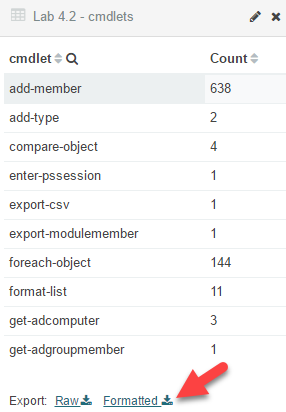 Lab 4.2 - cmdlets
cmdlet Count
add-member 638
add-type 2
compare-object 4
enter-pssession 1
export-csv 1
export-modulemember 1
foreach-object 144
format-list 11
get-adcomputer 3
get-adgroupmember 1
Export: Raw Formatted